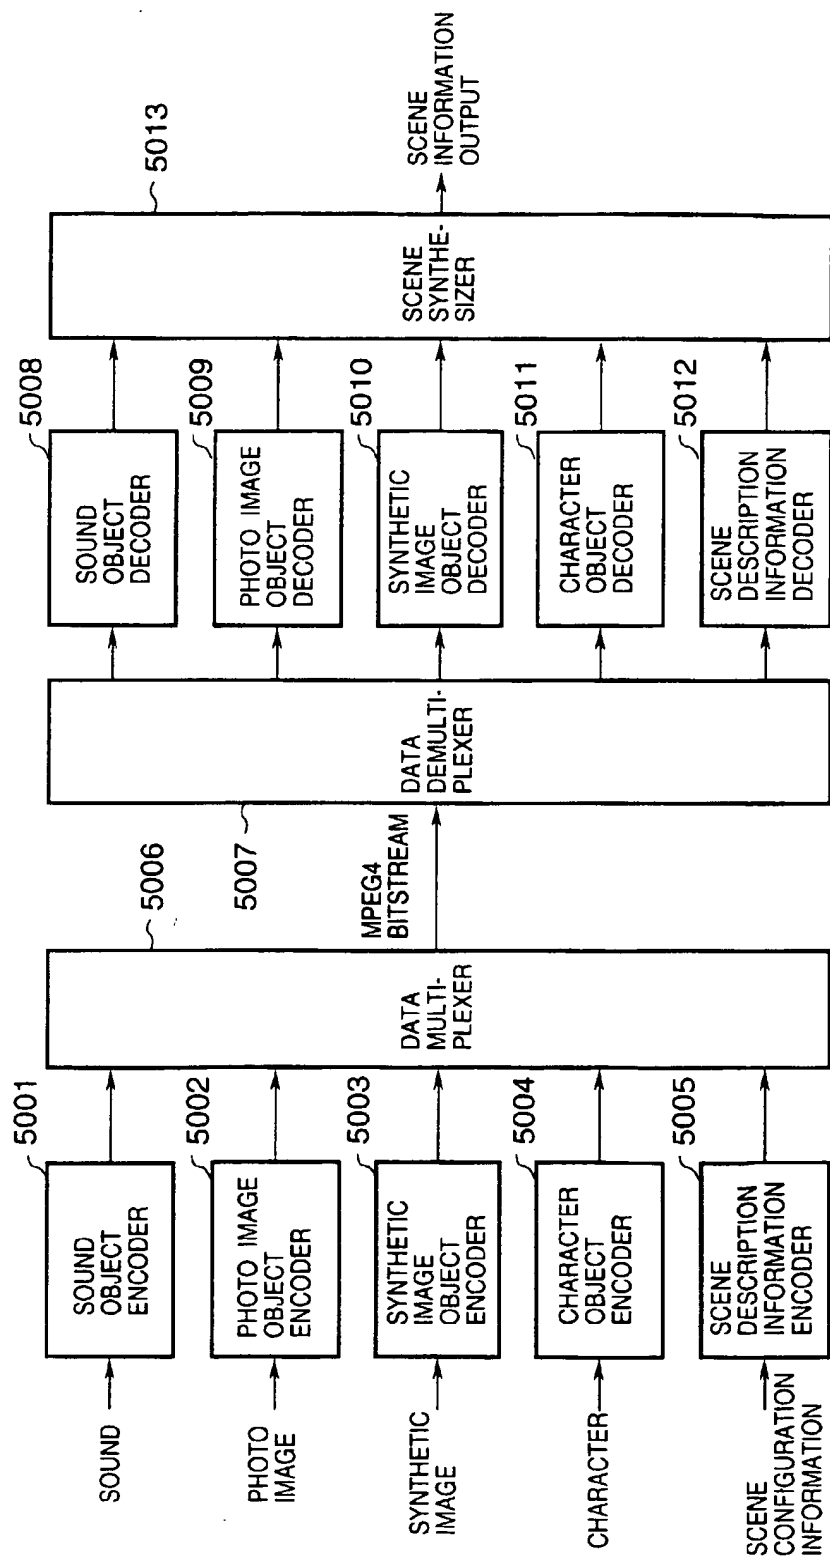 SOUND
PHOTO
IMAGE
SYNTHETIC
IMAGE
CHARACTER
SCENE
CONFIGURATION
INFORMATION
5001
SOUND
OBJECT
ENCODER
5002
PHOTO IMAGE
OBJECT
ENCODER
5003
SYNTHETIC
IMAGE
OBJECT
ENCODER
5004
CHARACTER
OBJECT
ENCODER
5005
SCENE
DESCRIPTION
INFORMATION
ENCODER
5006
DATA
MULTI-
PLEXER
MPEG4
BITSTREAM
5007
DATA
DEMULTI-
PLEXER
5008
SOUND
OBJECT
DECODER
5009
PHOTO IMAGE
OBJECT
DECODER
5010
SYNTHETIC
IMAGE
OBJECT
DECODER
5011
CHARACTER
OBJECT
DECODER
5012
SCENE
DESCRIPTION
INFORMATION
DECODER
5013
SCENE
SYNTHE-
SIZER
SCENE
INFORMATION
OUTPUT